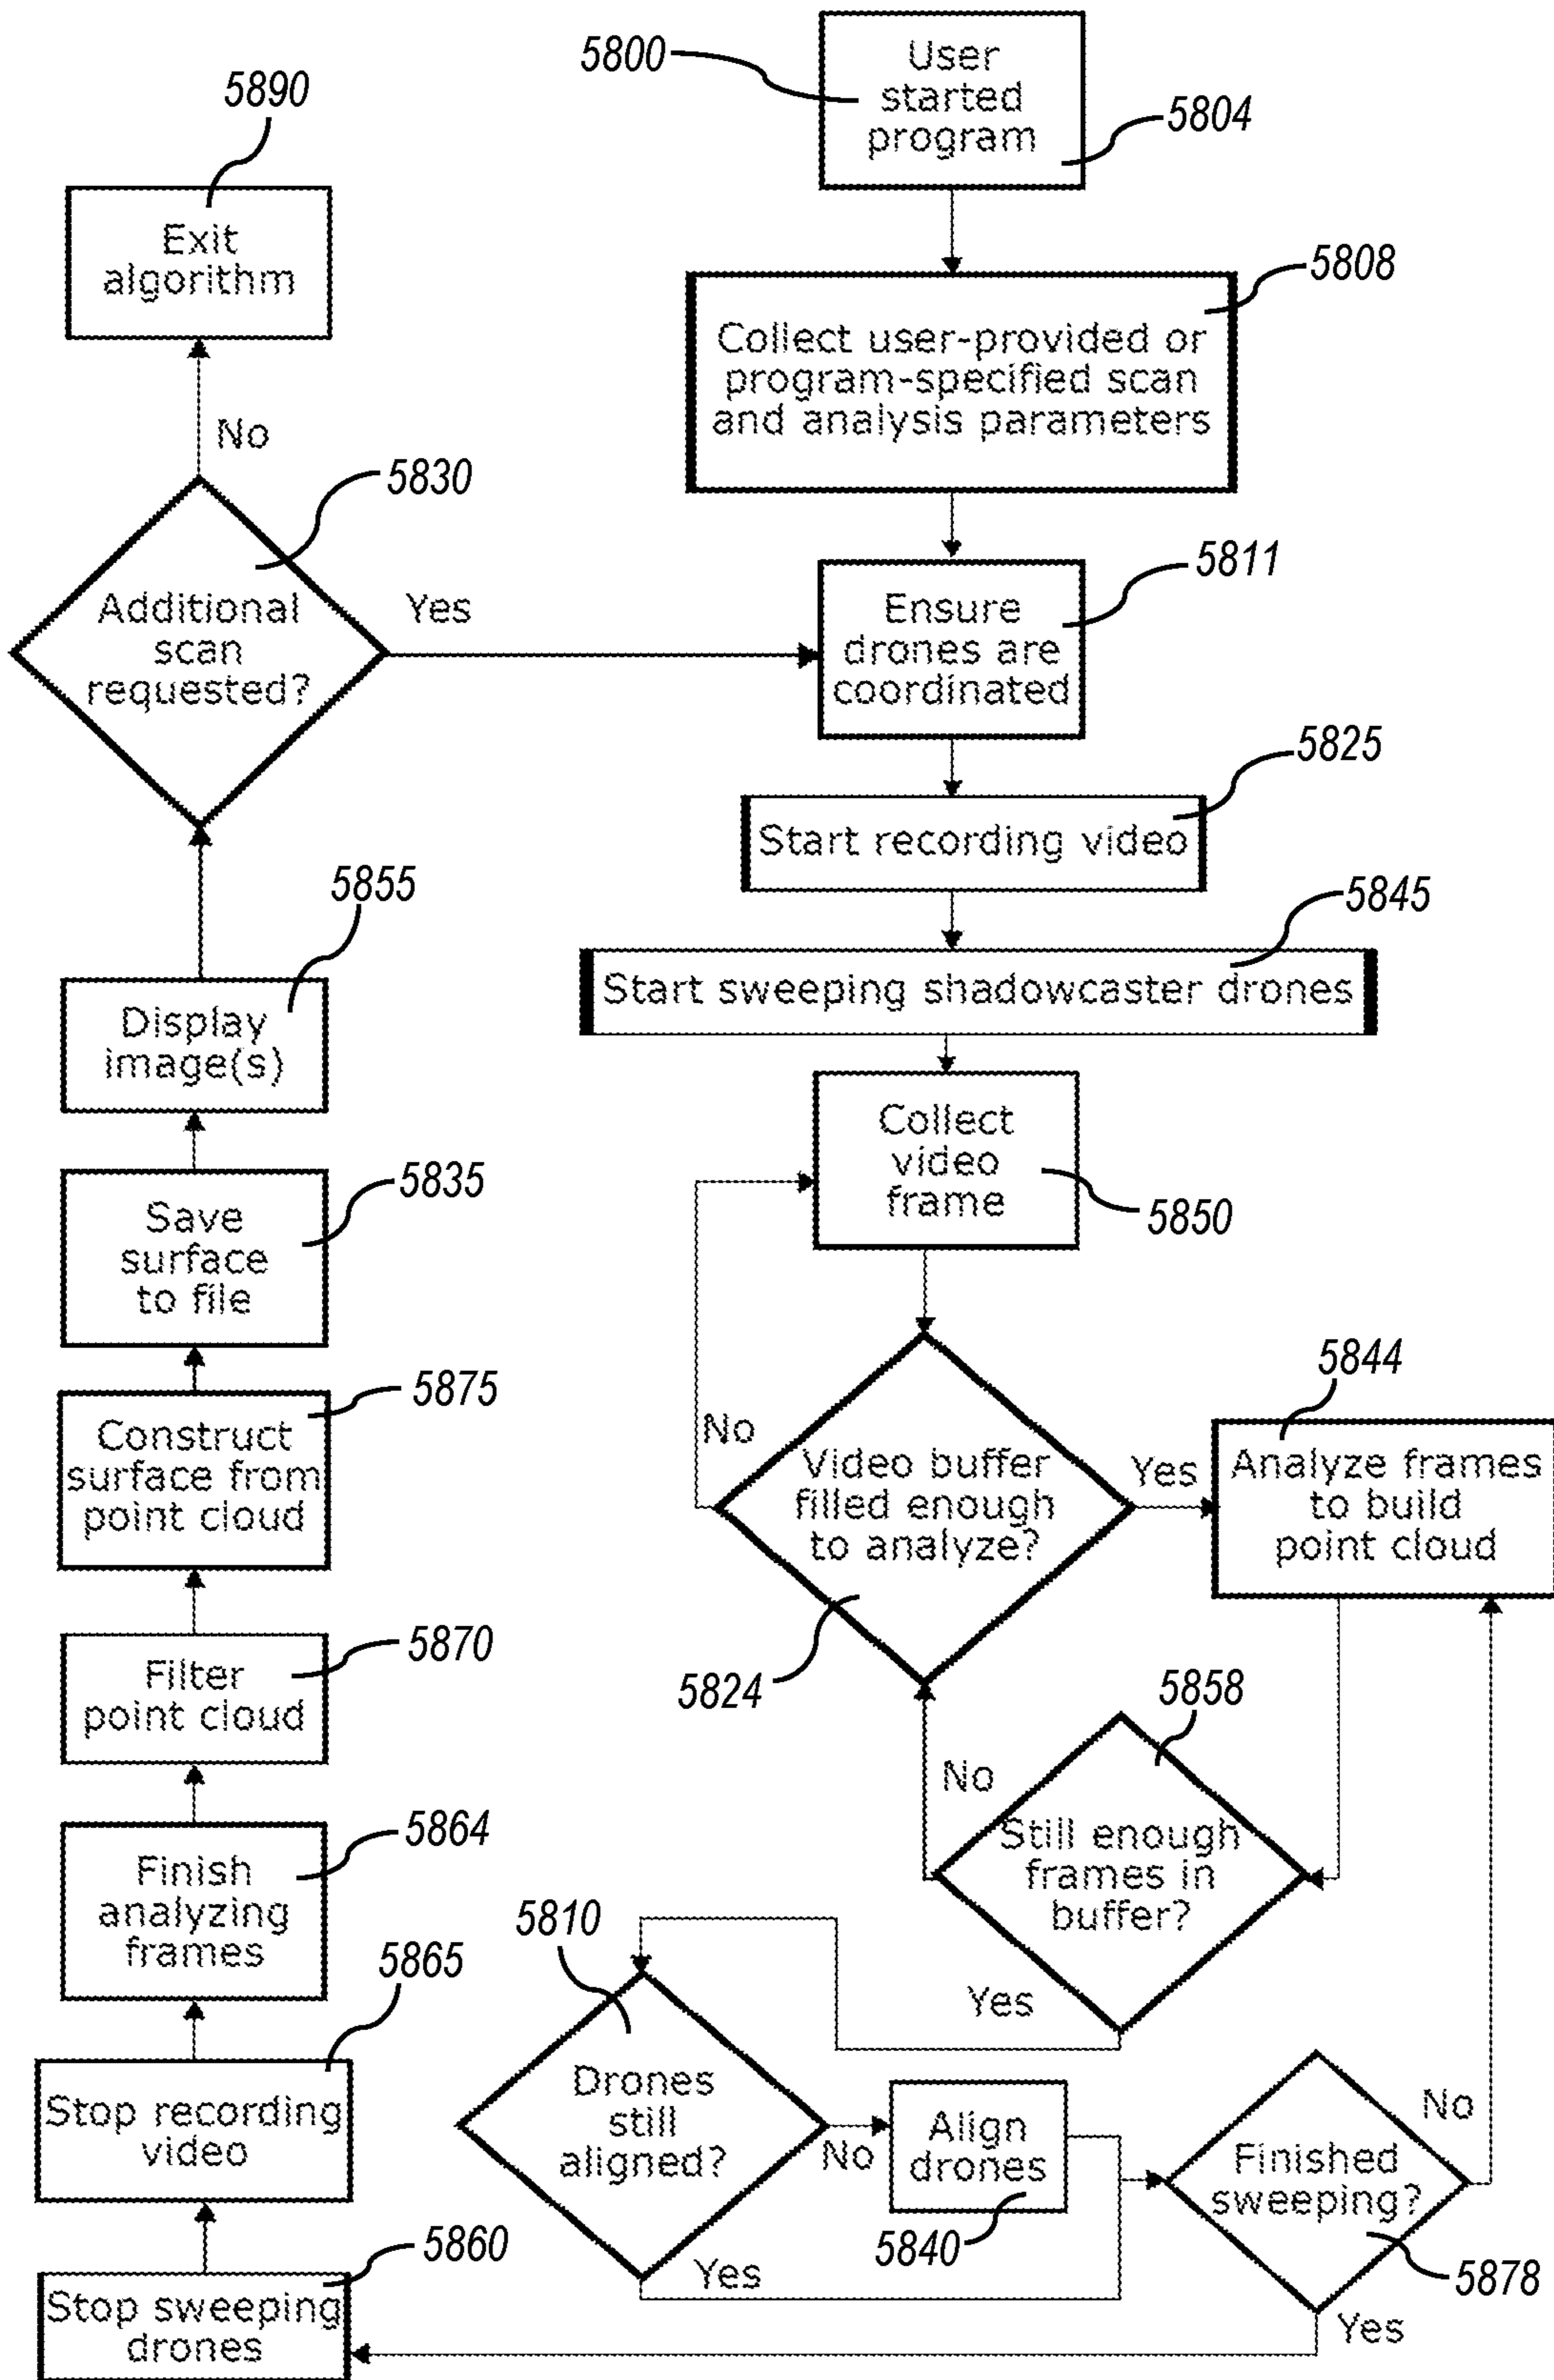 5800
User
started
program
5804
5808
Collect user-provided or
program-specified scan
and analysis parameters
5811
Ensure
drones are
coordinated
5825
Start recording video
5845
Start sweeping shadowcaster drones
Collect
video
frame
5850
No
Video buffer
filled enough
to analyze?
Yes
5824
5844
Analyze frames
to build
point cloud
5858
No
Still enough
frames in
buffer?
Yes
5810
Drones
still
aligned?
No
Yes
Align
drones
5840
Finished
sweeping?
No
5878
Yes
5860
Stop sweeping
drones
5865
Stop recording
video
5864
Finish
analyzing
frames
5870
Filter
point cloud
5875
Construct
surface from
point cloud
5835
Save
surface
to file
5855
Display
image(s)
5830
Additional
scan
requested?
Yes
No
5890
Exit
algorithm